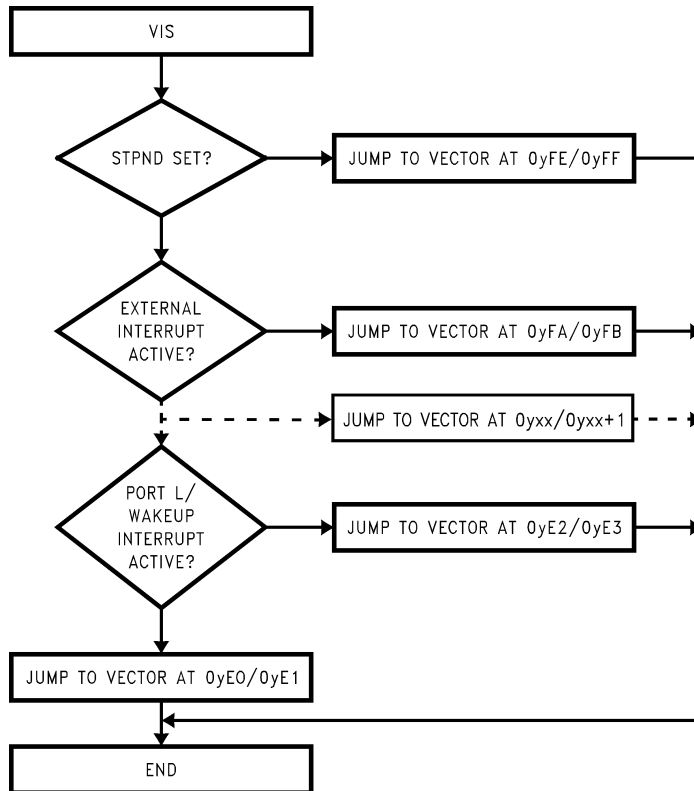 VIS
STPND SET?
JUMP TO VECTOR AT 0yFE/0yFF
EXTERNAL
INTERRUPT
ACTIVE?
JUMP TO VECTOR AT 0yFA/0yFB
JUMP TO VECTOR AT 0yxx/0yxx+1
PORT L/
WAKEUP
INTERRUPT
ACTIVE?
JUMP TO VECTOR AT 0yE2/0yE3
JUMP TO VECTOR AT 0yE0/0yE1
END